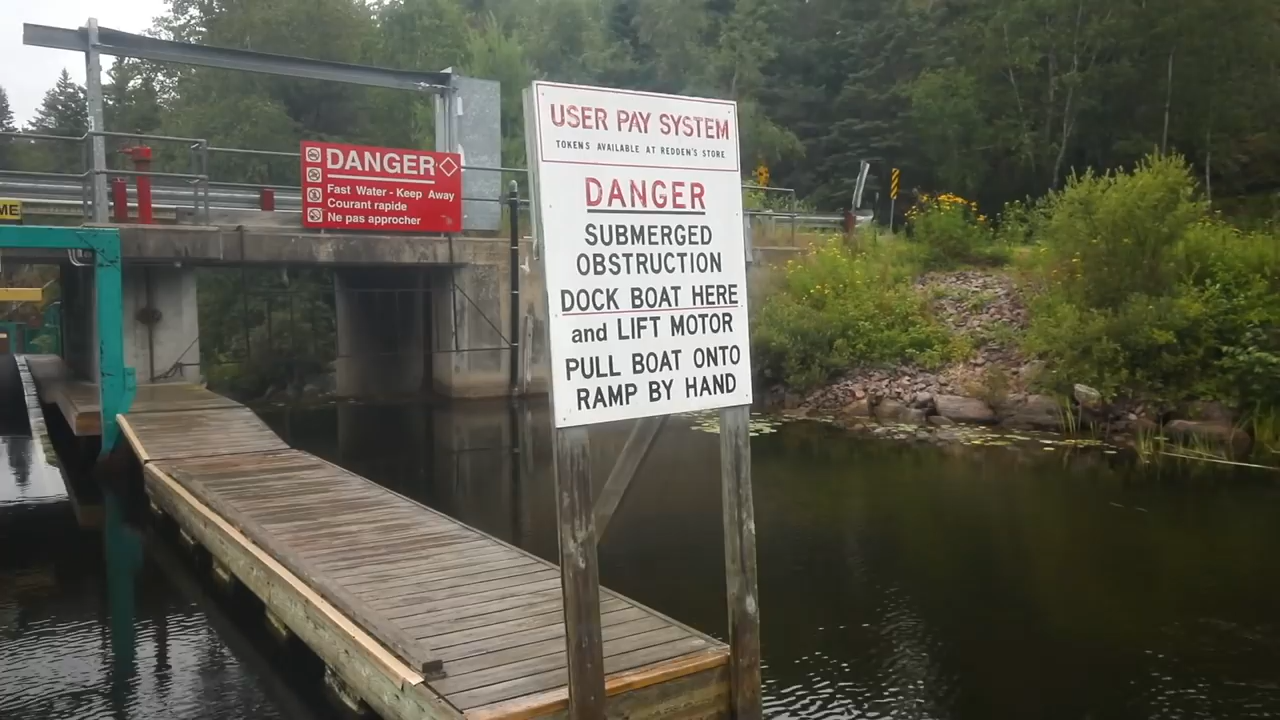 USER PAY SYSTEM
TOKENS AVAILABLE AT REDDEN'S STORE
DANGER
SUBMERGED
OBSTRUCTION
DOCK BOAT HERE
and LIFT MOTOR
PULL BOAT ONTO
RAMP BY HAND
DANGER
Fast Water - Keep Away
Courant rapide
Ne pas approcher
ME